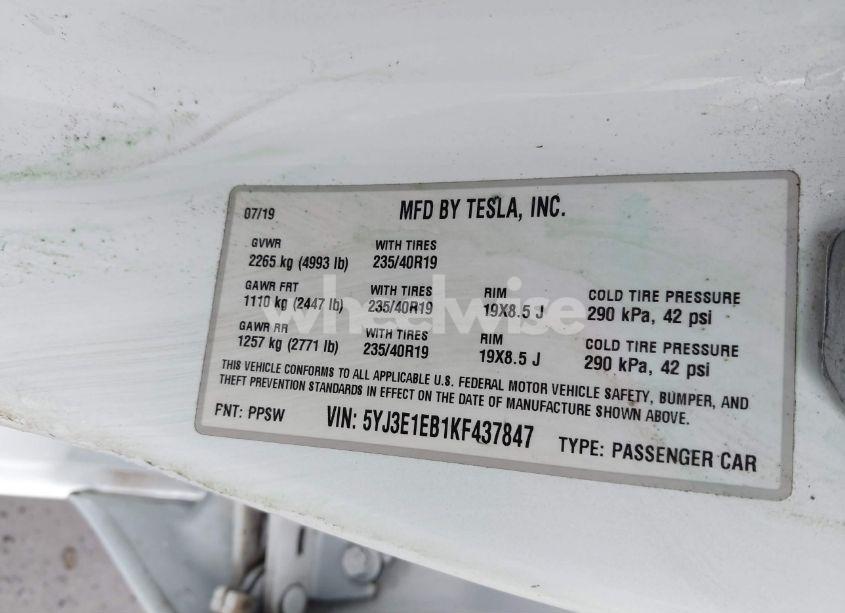 07/19 MFD BY TESLA, INC.
GVWR WITH TIRES
2265 kg (4993 lb) 235/40R19
GAWR FRT WITH TIRES RIM COLD TIRE PRESSURE
1110 kg (2447 lb) 235/40R19 19X8.5 J 290 kPa, 42 psi
GAWR RR WITH TIRES RIM COLD TIRE PRESSURE
1257 kg (2771 lb) 235/40R19 19X8.5 J 290 kPa, 42 psi
THIS VEHICLE CONFORMS TO ALL APPLICABLE U.S. FEDERAL MOTOR VEHICLE SAFETY, BUMPER, AND
THEFT PREVENTION STANDARDS IN EFFECT ON THE DATE OF MANUFACTURE SHOWN ABOVE.
PNT: PPSW VIN: 5YJ3E1EB1KF437847 TYPE: PASSENGER CAR
wheelwise